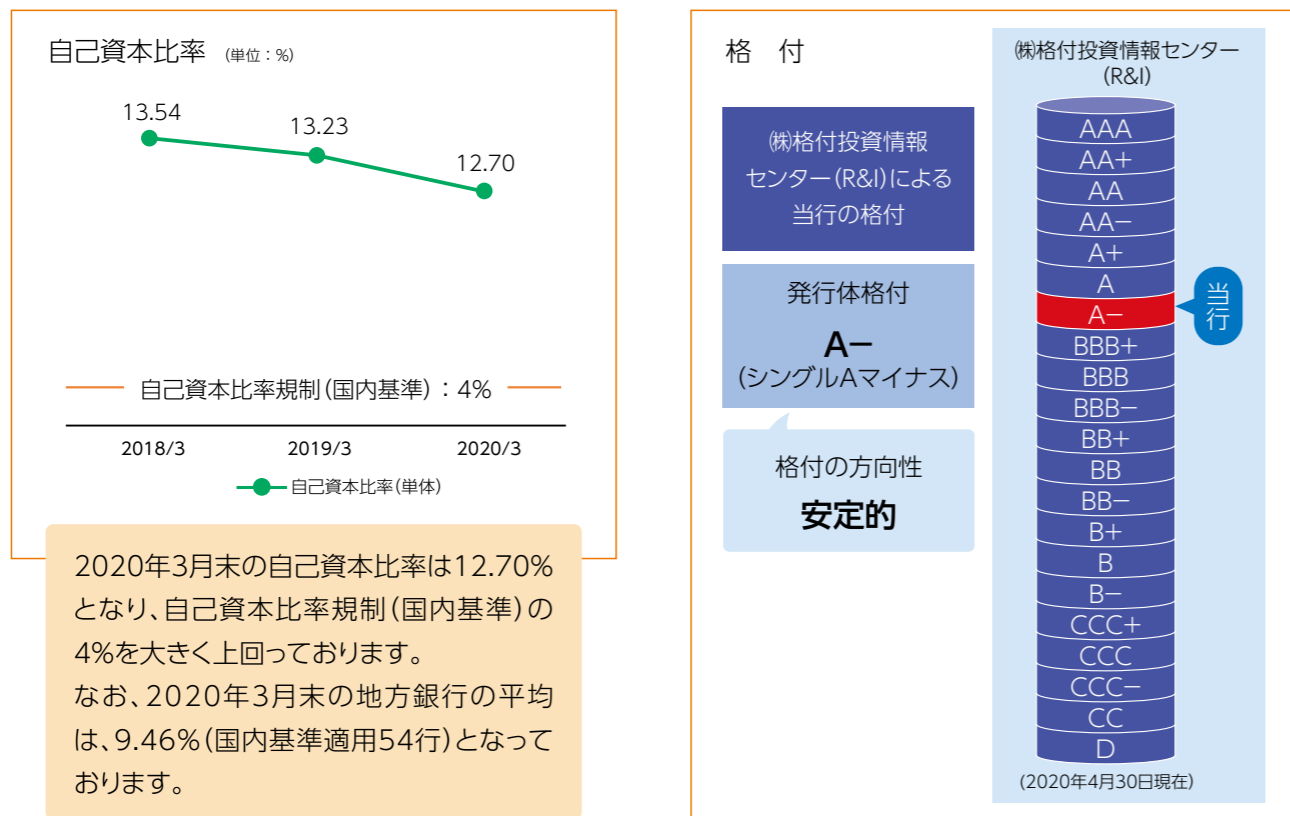 自己資本比率 (単位：%)
13.54
13.23
12.70
自己資本比率規制(国内基準)：4%
2018/3 2019/3 2020/3
自己資本比率(単体)
2020年3月末の自己資本比率は12.70%
となり、自己資本比率規制(国内基準)の
4%を大きく上回っております。
なお、2020年3月末の地方銀行の平均
は、9.46%(国内基準適用54行)となって
おります。
格　付
㈱格付投資情報
センター(R&I)による
当行の格付
発行体格付
A−
(シングルAマイナス)
格付の方向性
安定的
㈱格付投資情報センター
(R&I)
AAA
AA+
AA
AA−
A+
A
A−
BBB+
BBB
BBB−
BB+
BB
BB−
B+
B
B−
CCC+
CCC
CCC−
CC
D
当行
(2020年4月30日現在)